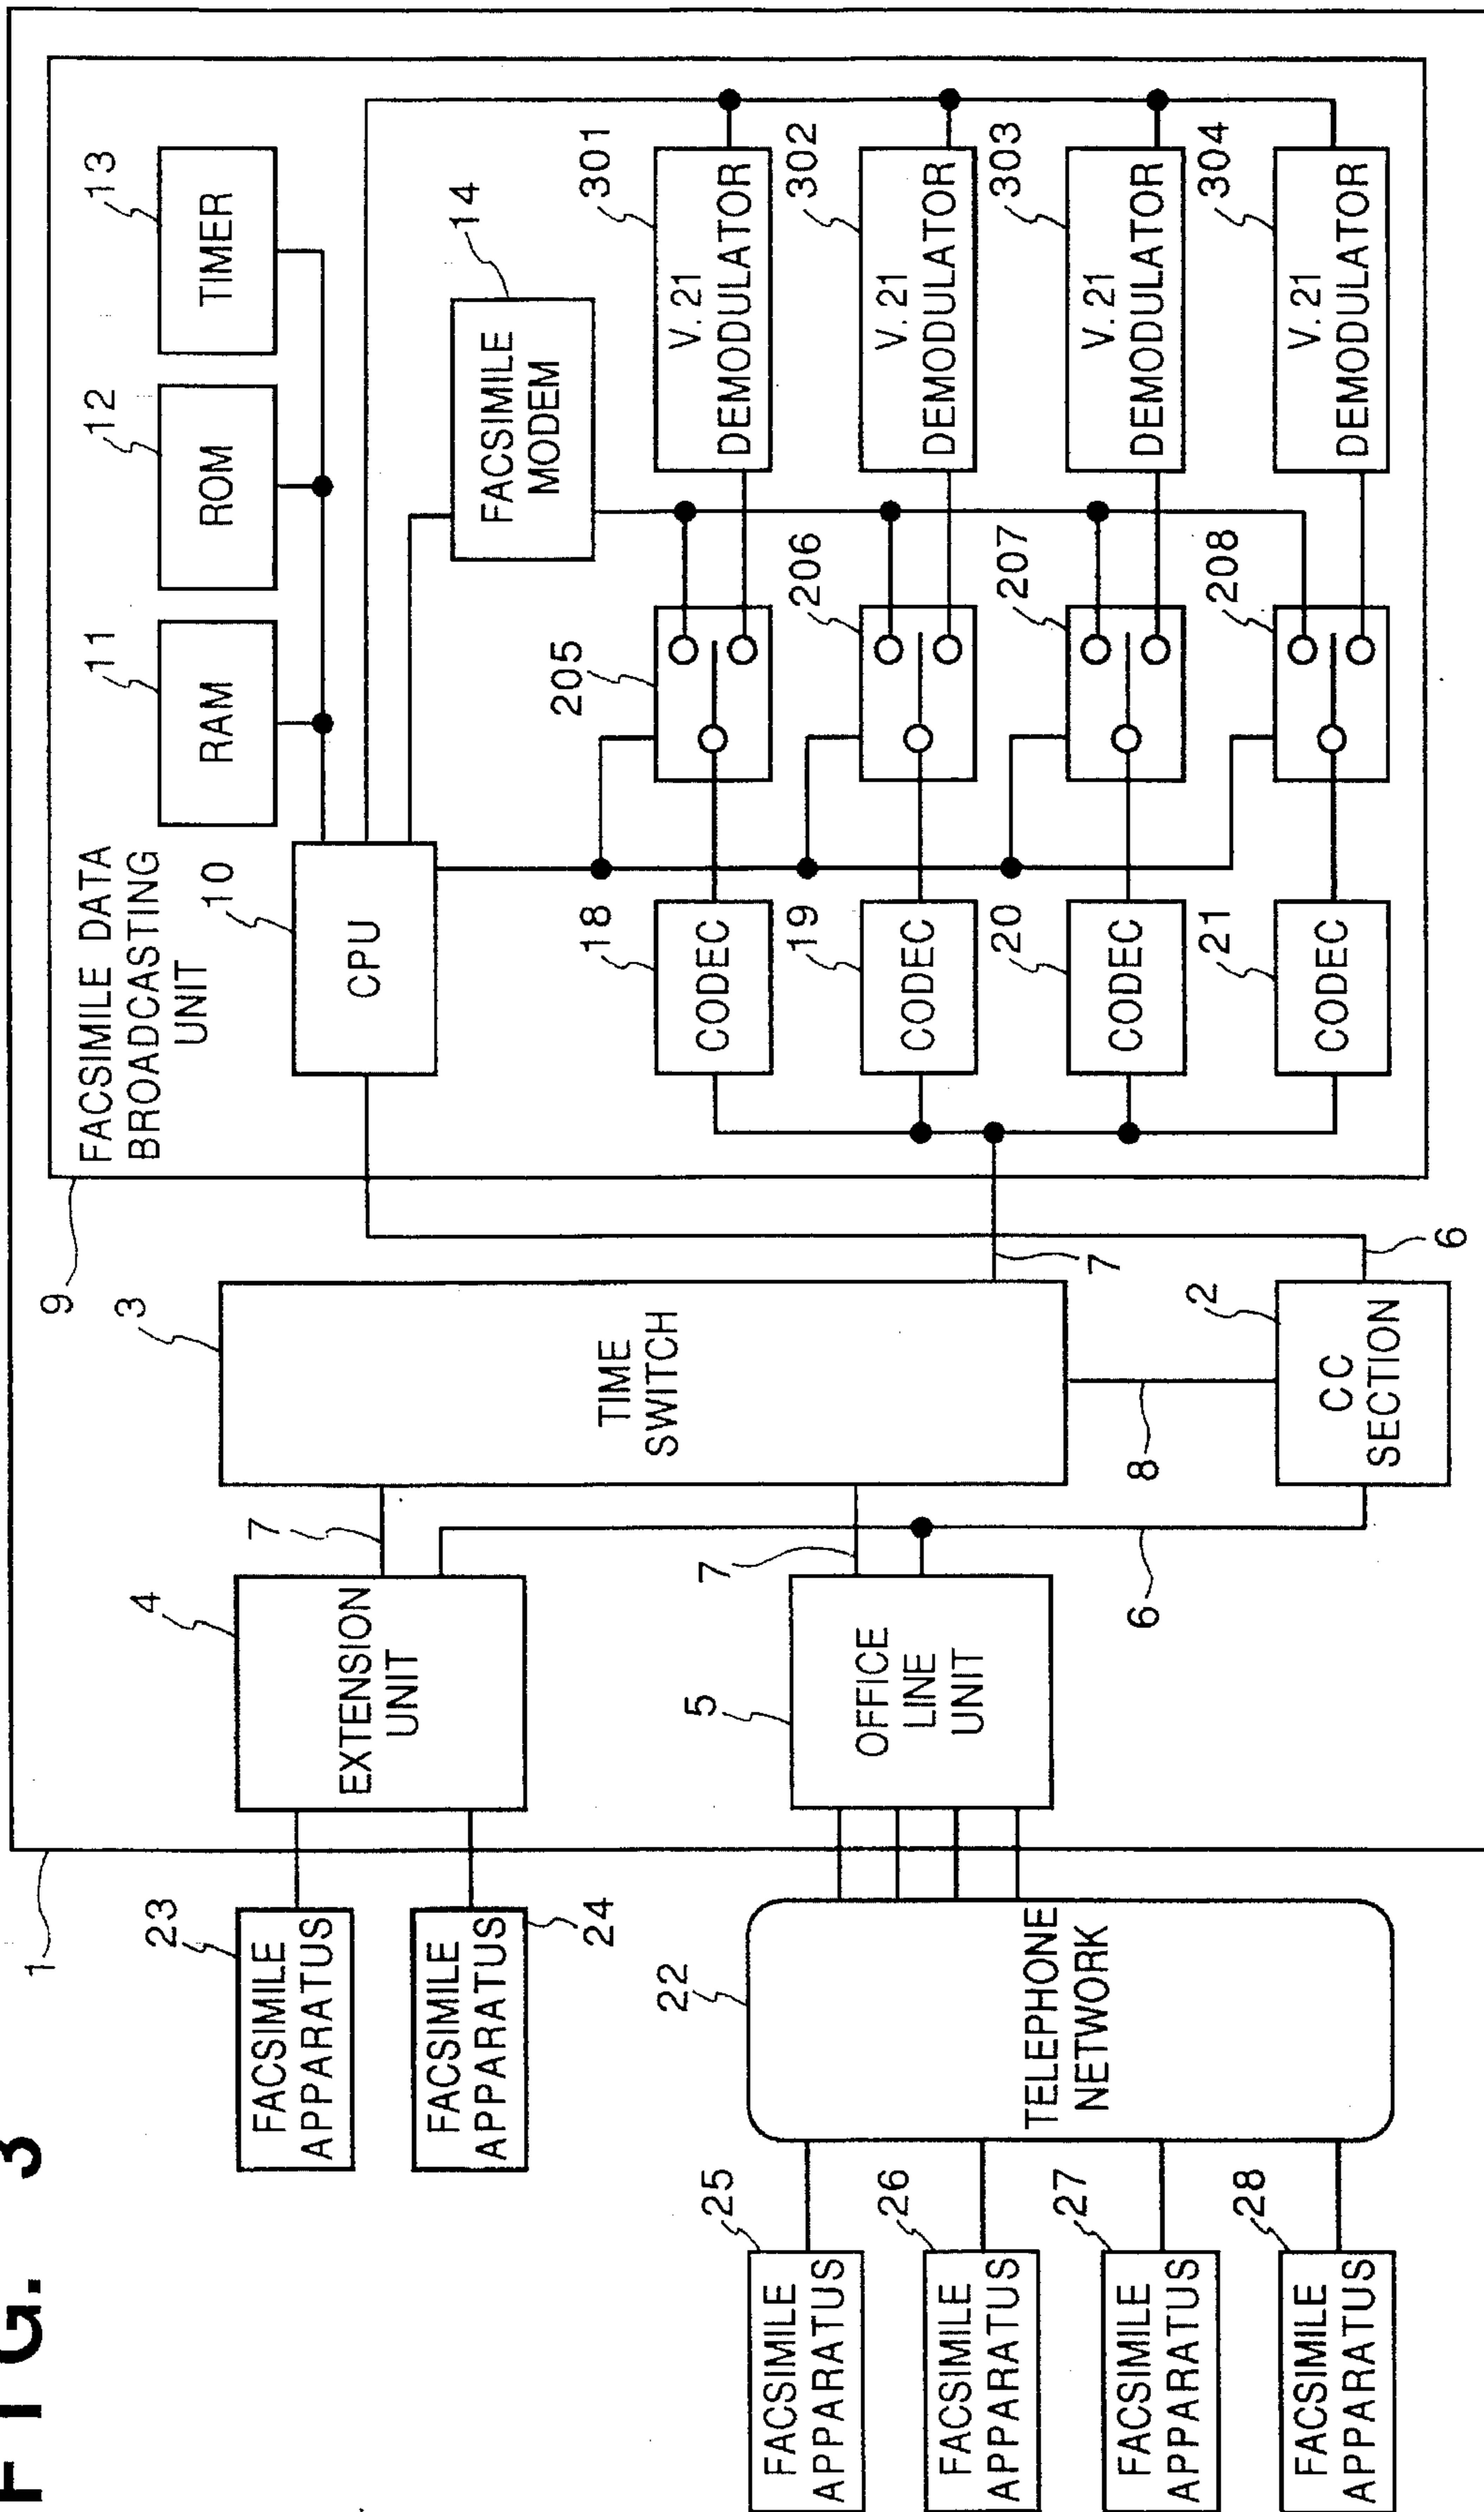 FIG. 3
1
FACSIMILE DATA
BROADCASTING
UNIT
9
10
CPU
11
RAM
12
ROM
13
TIMER
14
FACSIMILE
MODEM
18
CODEC
205
301
V.21
DEMODULATOR
19
CODEC
206
302
V.21
DEMODULATOR
20
CODEC
207
303
V.21
DEMODULATOR
21
CODEC
208
304
V.21
DEMODULATOR
3
TIME
SWITCH
7
7
7
8
2
CC
SECTION
6
6
4
EXTENSION
UNIT
5
OFFICE
LINE
UNIT
23
FACSIMILE
APPARATUS
24
FACSIMILE
APPARATUS
22
TELEPHONE
NETWORK
25
FACSIMILE
APPARATUS
26
FACSIMILE
APPARATUS
27
FACSIMILE
APPARATUS
28
FACSIMILE
APPARATUS